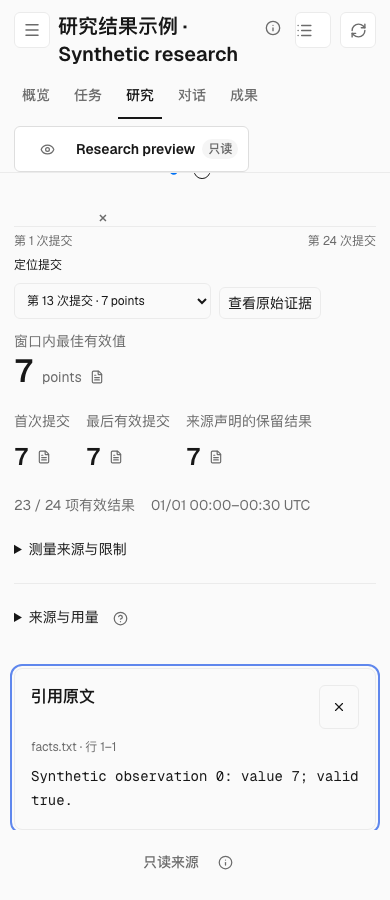 研究结果示例 ·
Synthetic research
概览 任务 研究 对话 成果
Research preview 只读
第 1 次提交 第 24 次提交
定位提交
第 13 次提交 · 7 points 查看原始证据
窗口内最佳有效值
7 points
首次提交 最后有效提交 来源声明的保留结果
7 7 7
23 / 24 项有效结果 01/01 00:00–00:30 UTC
测量来源与限制
来源与用量
引用原文
facts.txt · 行 1–1
Synthetic observation 0: value 7; valid
true.
只读来源